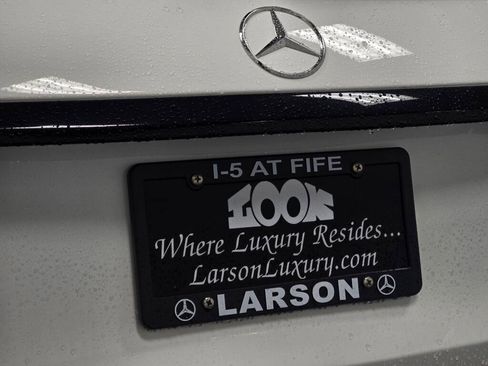 I-5 AT FIFE
LOOK
Where Luxury Resides...
LarsonLuxury.com
LARSON